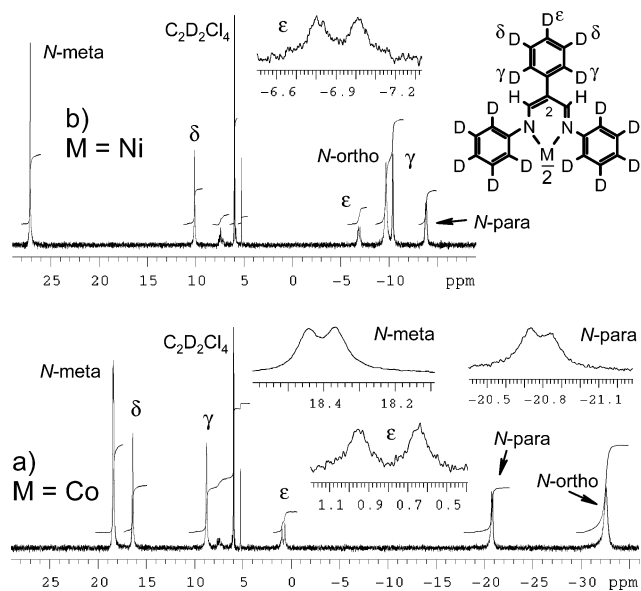 b)
M = Ni
N-meta
δ
C₂D₂Cl₄
ε
-6.6 -6.9 -7.2
N-ortho
γ
ε
N-para
25 20 15 10 5 0 -5 -10 ppm
ε
D
δ D D δ
γ D D γ
H 2 H
D N N D
D D M D D
D D 2 D D
D D
a)
M = Co
N-meta
δ
γ
C₂D₂Cl₄
ε
N-meta
18.4 18.2
ε
1.1 0.9 0.7 0.5
N-para
-20.5 -20.8 -21.1
N-para
N-ortho
25 20 15 10 5 0 -5 -10 -15 -20 -25 -30 ppm